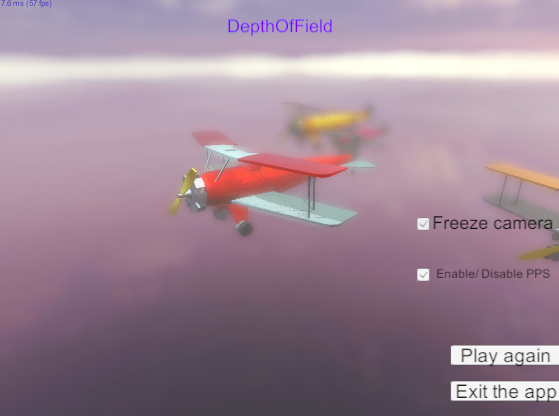 7.6 ms (57 fps)
DepthOfField
Freeze camera
Enable/ Disable PPS
Play again
Exit the app